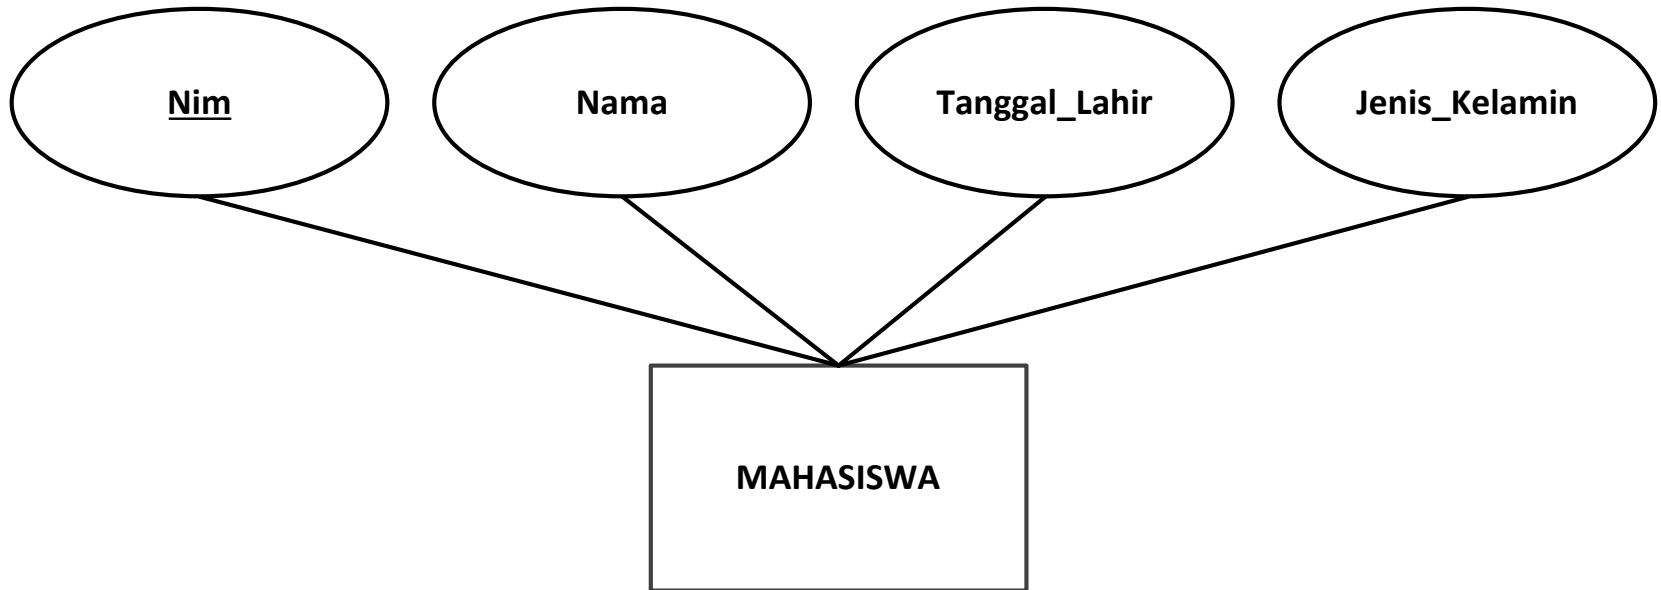 Nim
Nama
Tanggal_Lahir
Jenis_Kelamin
MAHASISWA